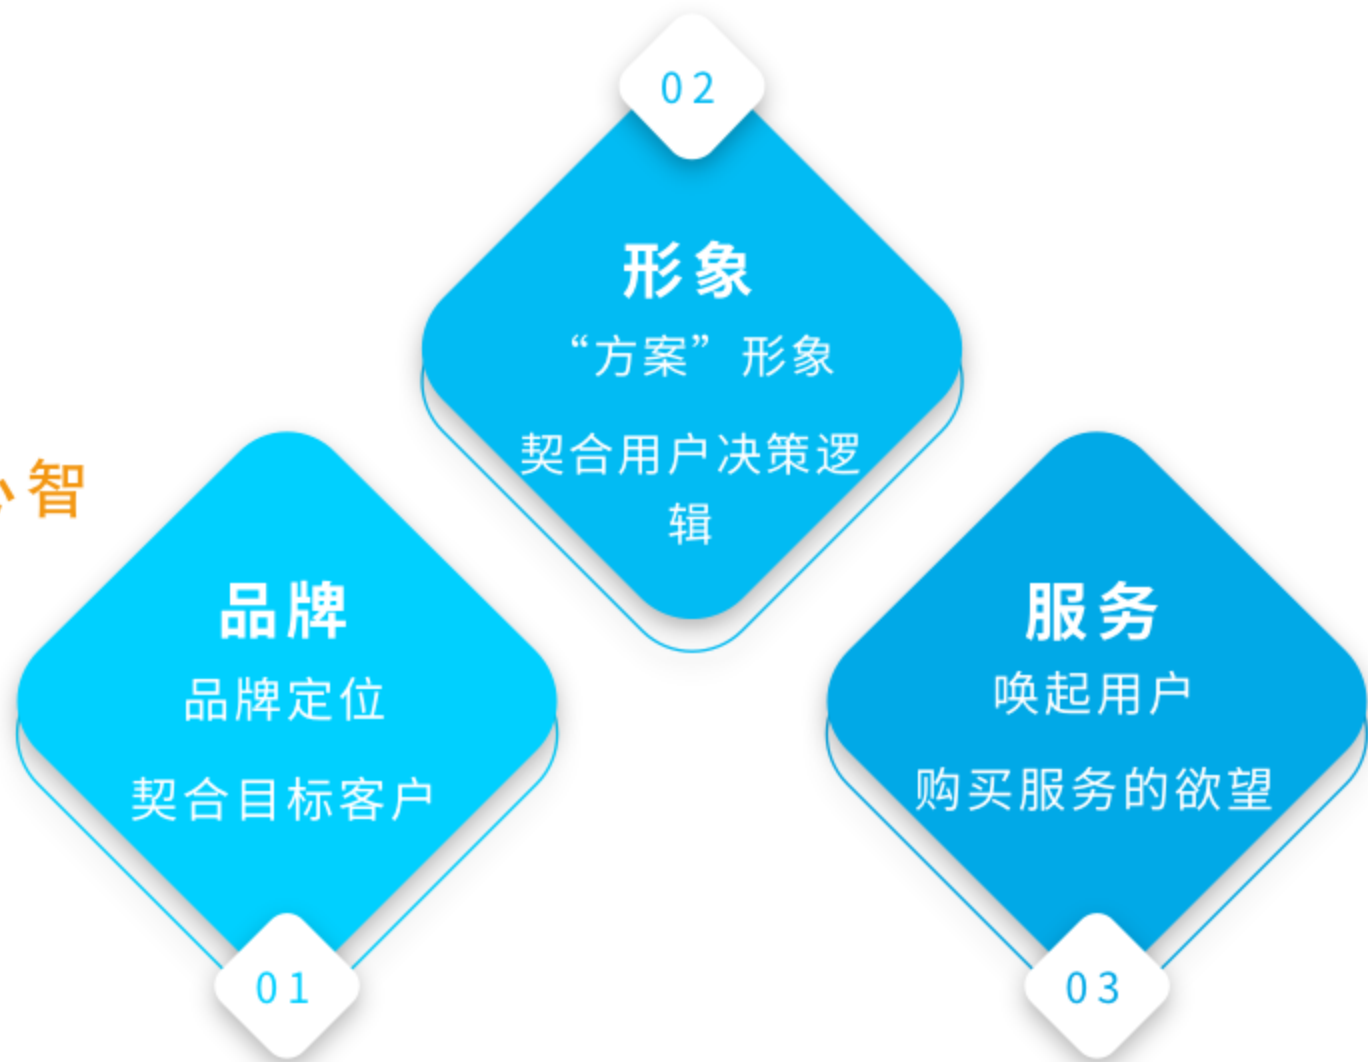 02
形象
“方案”形象
契合用户决策逻
辑
智
品牌
品牌定位
契合目标客户
01
服务
唤起用户
购买服务的欲望
03